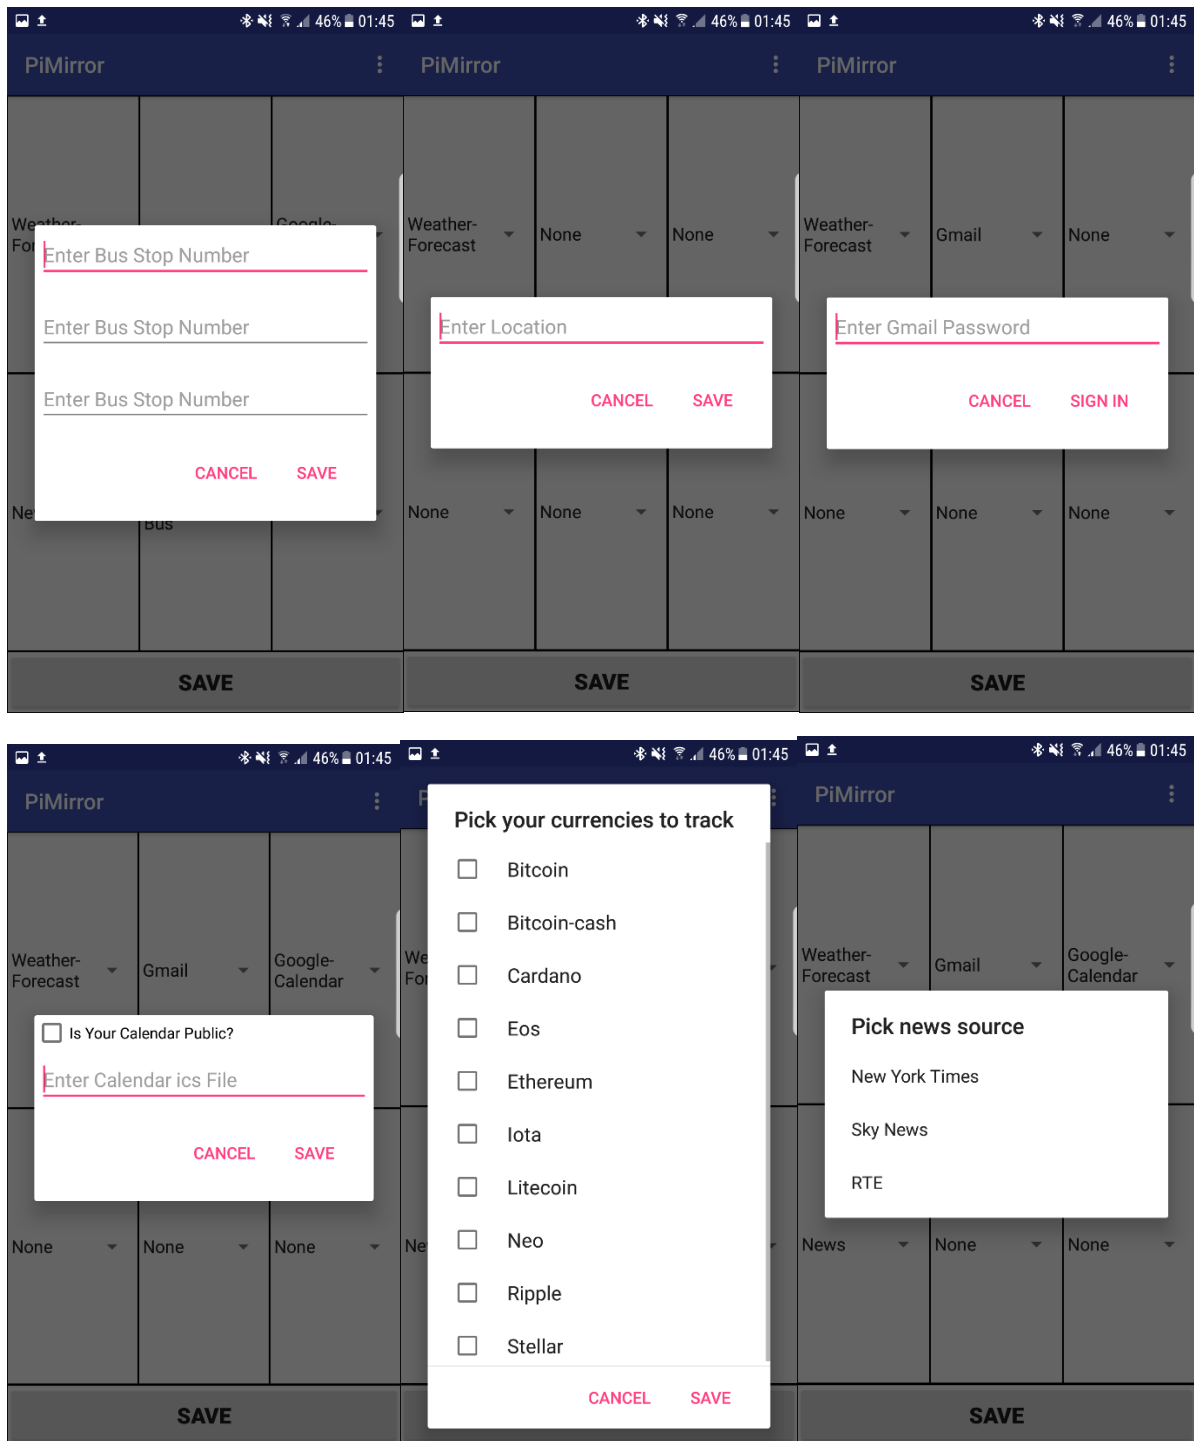 46% 01:45
PiMirror
Weather-
Google-
Enter Bus Stop Number
Enter Bus Stop Number
Enter Bus Stop Number
CANCEL SAVE
Bus
SAVE
46% 01:45
PiMirror
Weather-
Forecast
None
None
Enter Location
CANCEL SAVE
None
None
None
SAVE
46% 01:45
PiMirror
Weather-
Forecast
Gmail
None
Enter Gmail Password
CANCEL SIGN IN
None
None
None
SAVE
46% 01:45
PiMirror
Weather-
Forecast
Gmail
Google-
Calendar
Is Your Calendar Public?
Enter Calendar ics File
CANCEL SAVE
None
None
None
SAVE
46% 01:45
Pick your currencies to track
Bitcoin
Bitcoin-cash
Cardano
Eos
Ethereum
Iota
Litecoin
Neo
Ripple
Stellar
CANCEL SAVE
46% 01:45
PiMirror
Weather-
Forecast
Gmail
Google-
Calendar
Pick news source
New York Times
Sky News
RTE
News
None
None
SAVE